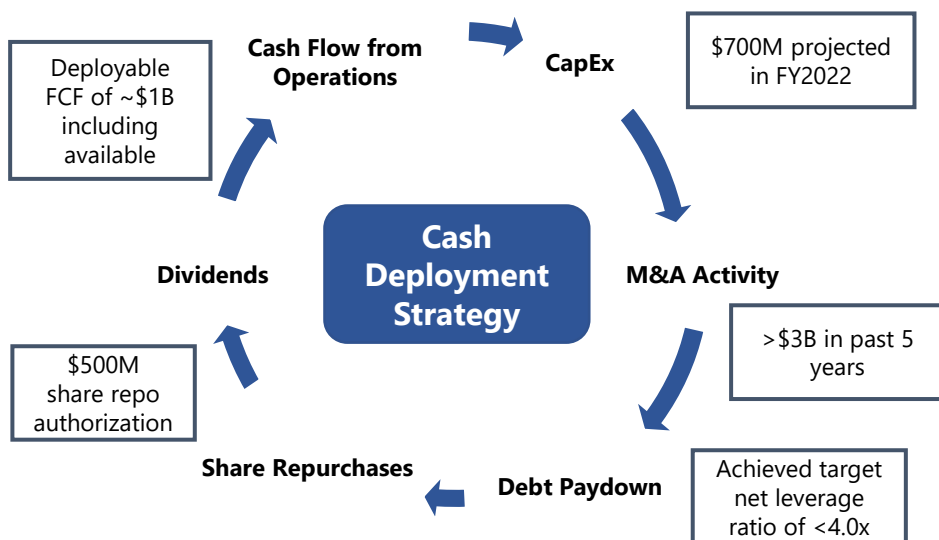 Cash Flow from
Operations
CapEx
$700M projected
in FY2022
Deployable
FCF of ~$1B
including
available
Cash
Deployment
Strategy
Dividends
M&A Activity
>$3B in past 5
years
$500M
share repo
authorization
Share Repurchases
Debt Paydown
Achieved target
net leverage
ratio of <4.0x